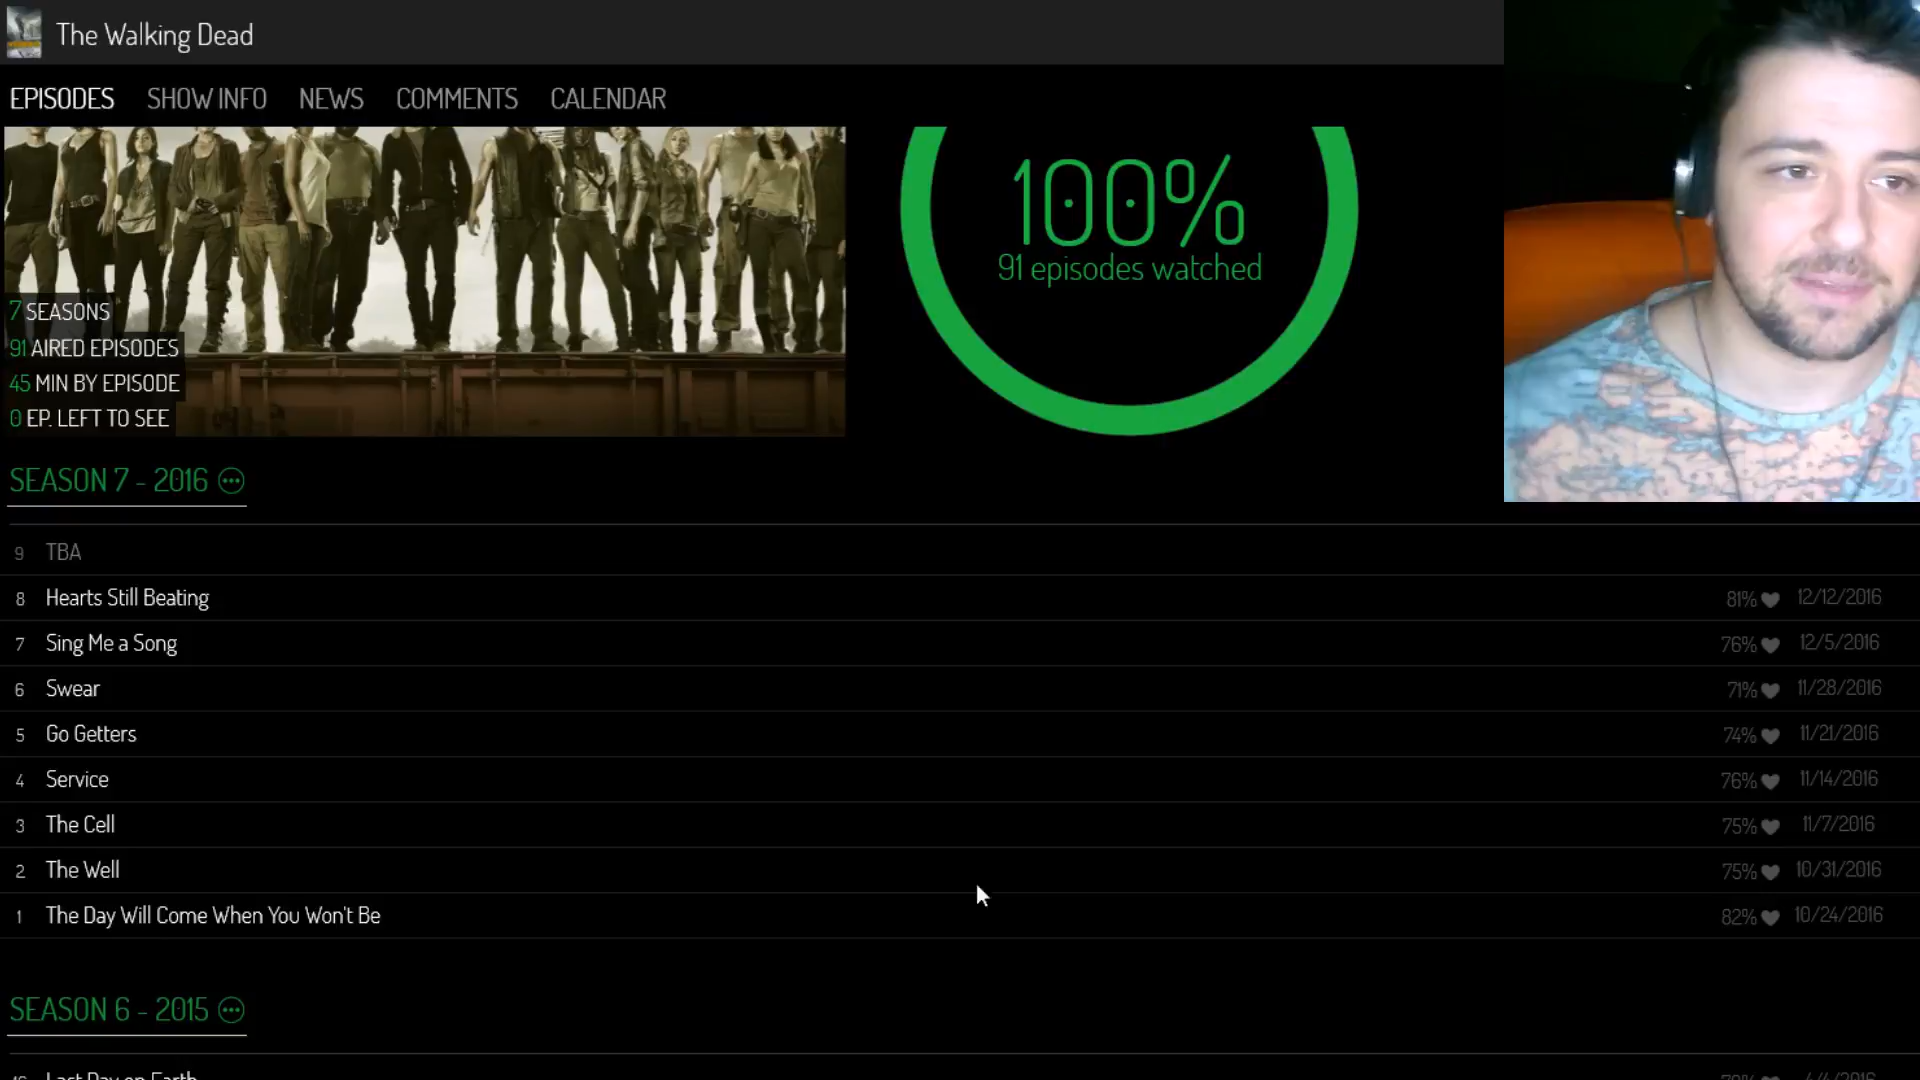 The Walking Dead
EPISODES SHOW INFO NEWS COMMENTS CALENDAR
100%
91 episodes watched
7 SEASONS
91 AIRED EPISODES
45 MIN BY EPISODE
0 EP. LEFT TO SEE
SEASON 7 - 2016
9 TBA
8 Hearts Still Beating 81% 12/12/2016
7 Sing Me a Song 76% 12/5/2016
6 Swear 71% 11/28/2016
5 Go Getters 74% 11/21/2016
4 Service 76% 11/14/2016
3 The Cell 75% 11/7/2016
2 The Well 75% 10/31/2016
1 The Day Will Come When You Won't Be 82% 10/24/2016
SEASON 6 - 2015
Last Day on Earth